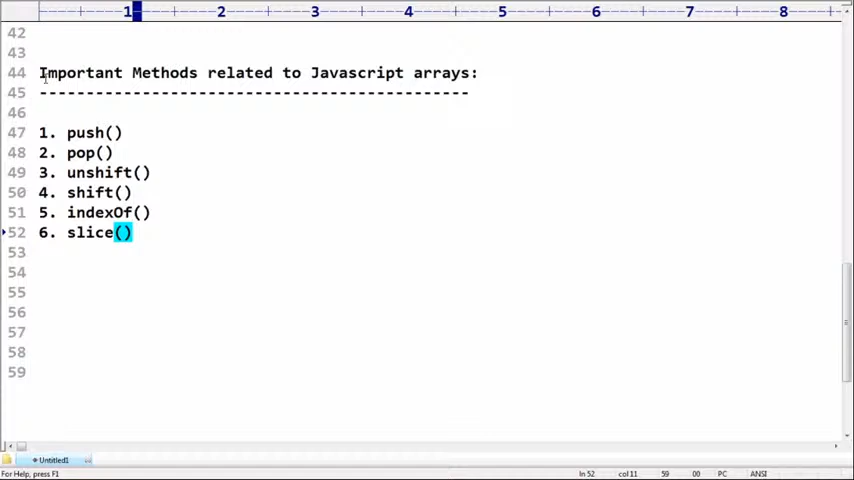 1 2 3 4 5 6 7 8
42
43
44 Important Methods related to Javascript arrays:
45 ----------------------------------------------
46
47 1. push()
48 2. pop()
49 3. unshift()
50 4. shift()
51 5. indexOf()
52 6. slice()
53
54
55
56
57
58
59
Untitled1
For Help, press F1 ln 52 col 11 59 00 PC ANSI